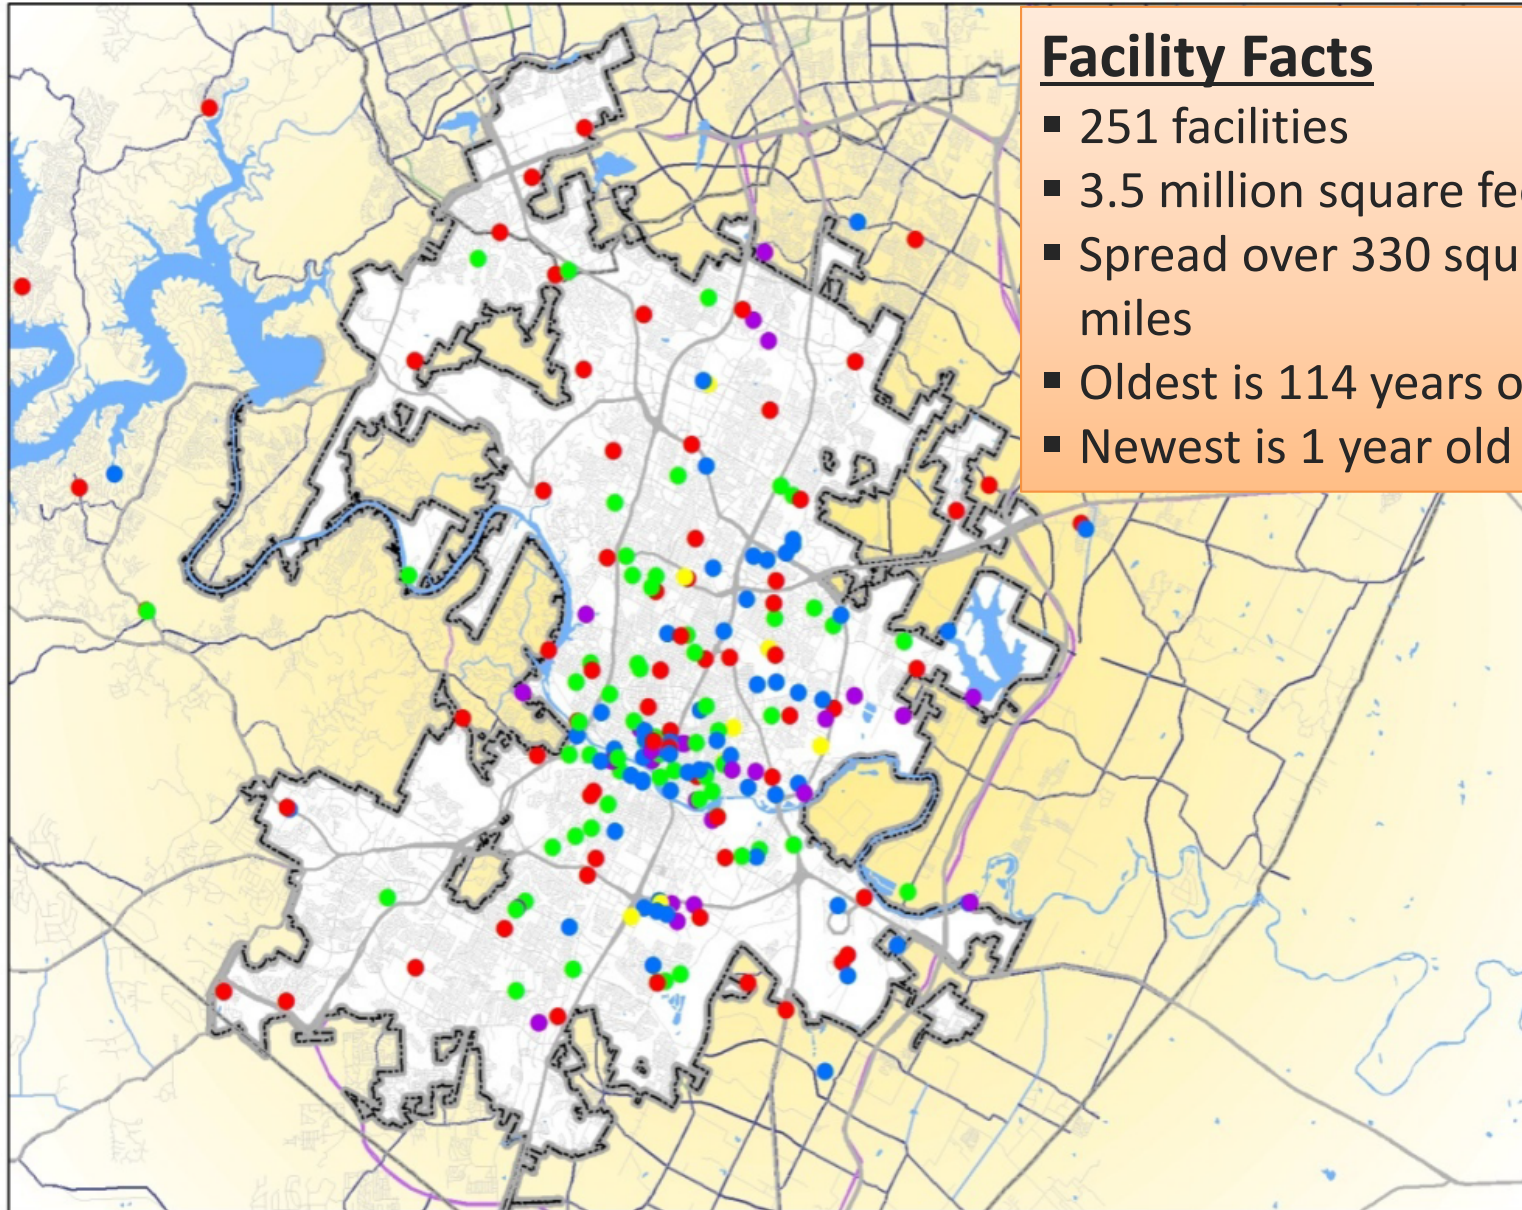 Facility Facts
▪ 251 facilities
▪ 3.5 million square fe
▪ Spread over 330 squ
miles
▪ Oldest is 114 years o
▪ Newest is 1 year old